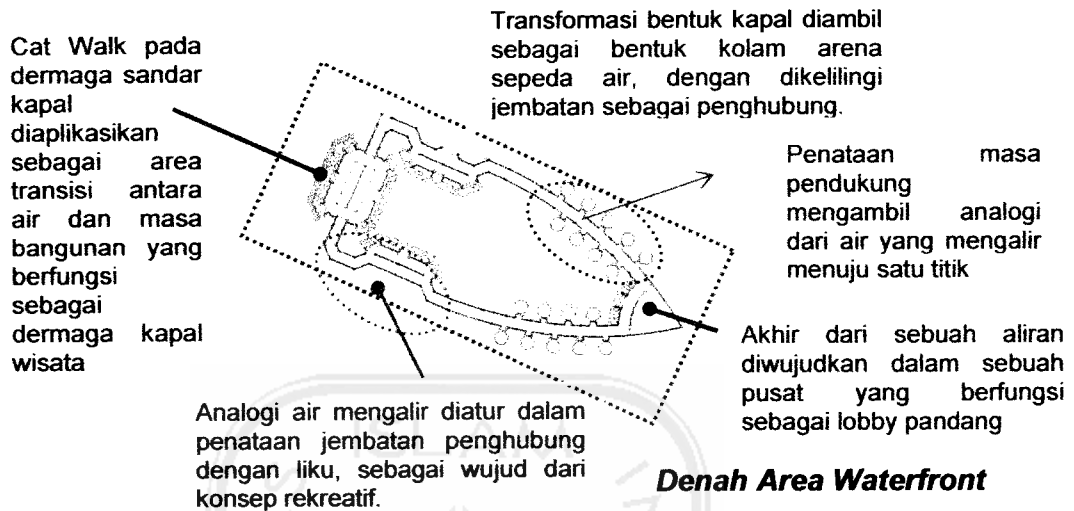 Transformasi bentuk kapal diambil
sebagai bentuk kolam arena
sepeda air, dengan dikelilingi
jembatan sebagai penghubung.
Cat Walk pada
dermaga sandar
kapal
diaplikasikan
sebagai area
transisi antara
air dan masa
bangunan yang
berfungsi
sebagai
dermaga kapal
wisata
Penataan masa
pendukung
mengambil analogi
dari air yang mengalir
menuju satu titik
Akhir dari sebuah aliran
diwujudkan dalam sebuah
pusat yang berfungsi
sebagai lobby pandang
Analogi air mengalir diatur dalam
penataan jembatan penghubung
dengan liku, sebagai wujud dari
konsep rekreatif.
Denah Area Waterfront
ISLAM